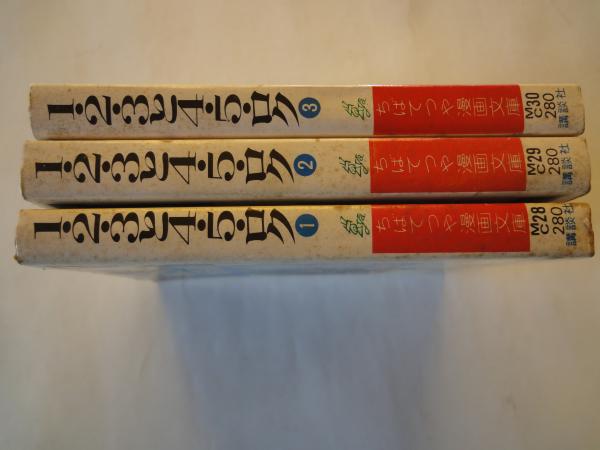 1・2・3と4・5・ロク 3 ちばてつや漫画文庫 M30 C 280 講談社
1・2・3と4・5・ロク 2 ちばてつや漫画文庫 M29 C 280 講談社
1・2・3と4・5・ロク 1 ちばてつや漫画文庫 M28 C 280 講談社